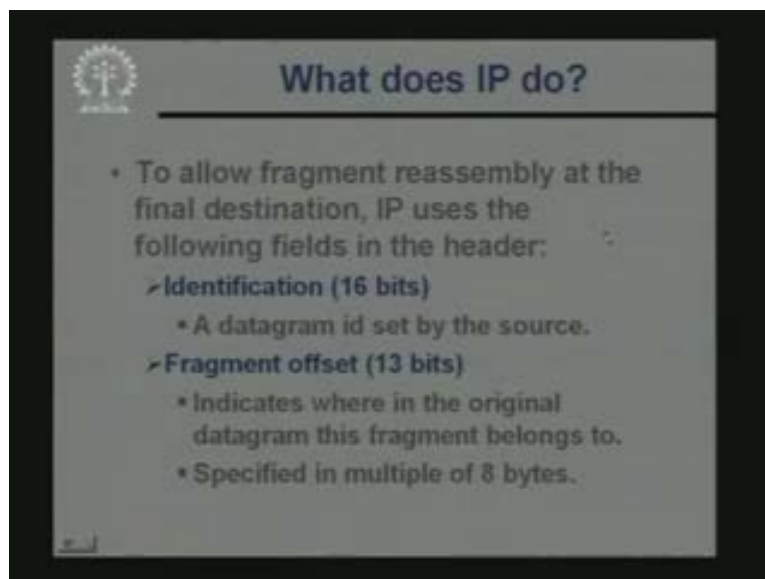 What does IP do?
• To allow fragment reassembly at the
final destination, IP uses the
following fields in the header:
➢Identification (16 bits)
▪A datagram id set by the source.
➢Fragment offset (13 bits)
▪Indicates where in the original
datagram this fragment belongs to.
▪Specified in multiple of 8 bytes.